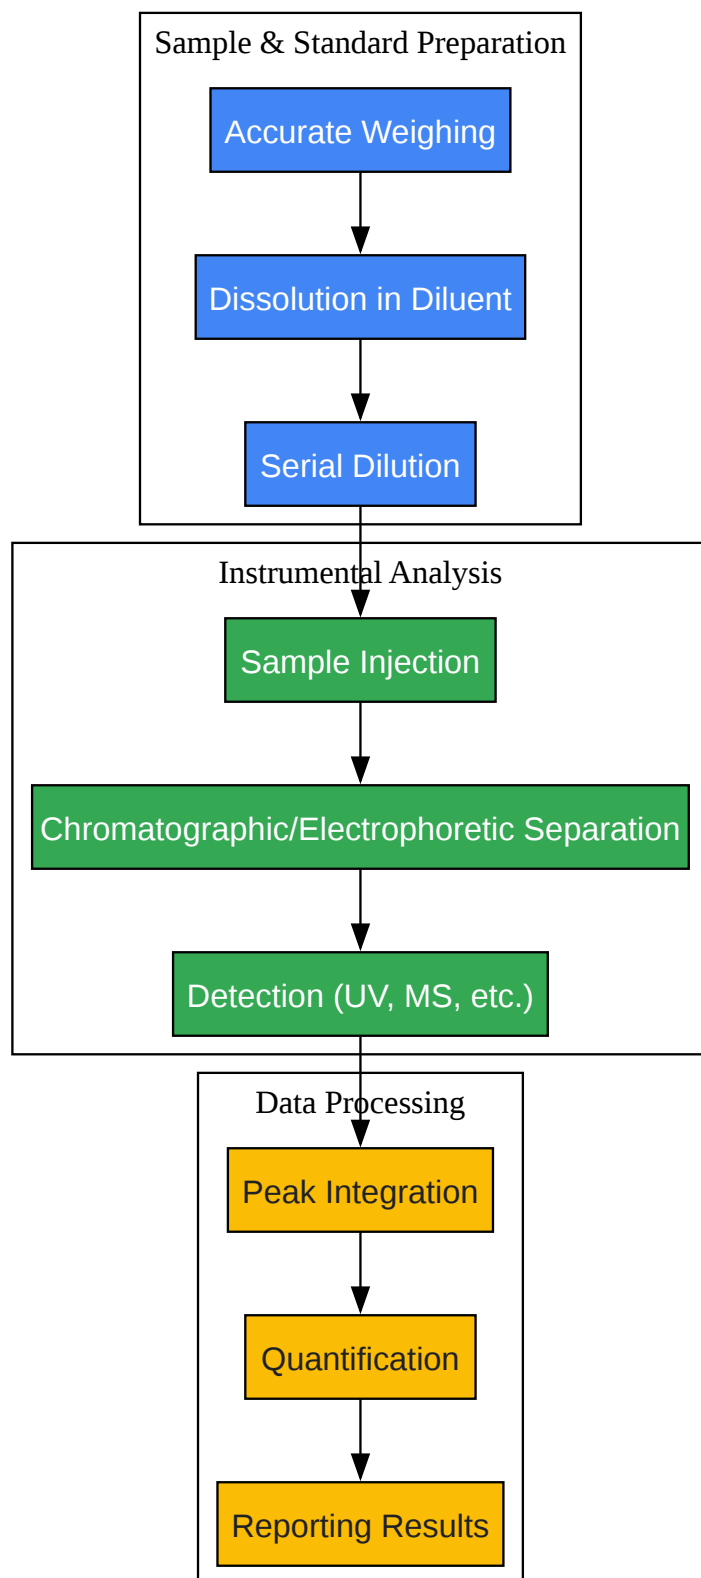 Sample & Standard Preparation
Accurate Weighing
Dissolution in Diluent
Serial Dilution
Instrumental Analysis
Sample Injection
Chromatographic/Electrophoretic Separation
Detection (UV, MS, etc.)
Data Processing
Peak Integration
Quantification
Reporting Results